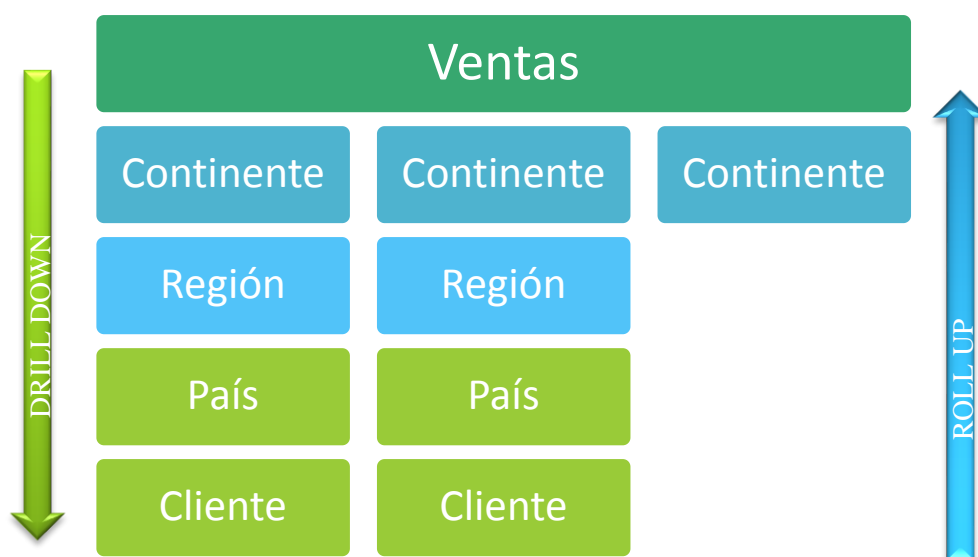 Ventas
Continente Continente Continente
Región Región
País País
Cliente Cliente
DRILL DOWN
ROLL UP